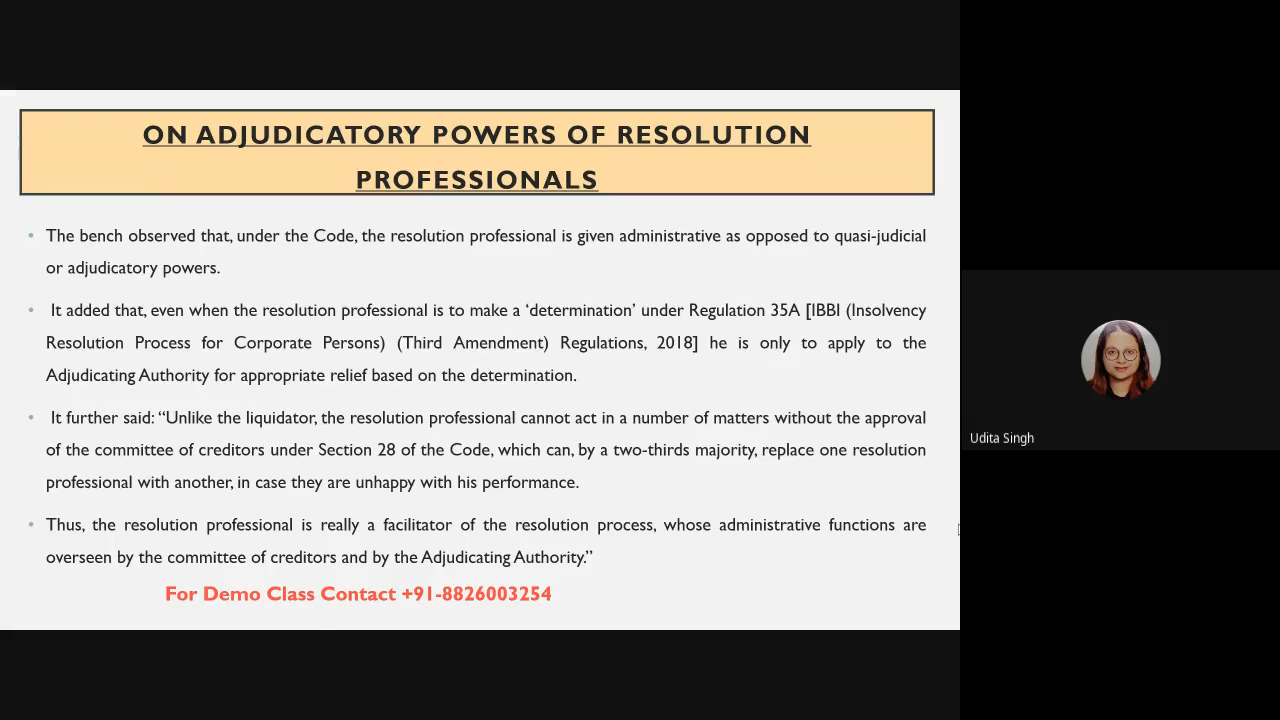 ON ADJUDICATORY POWERS OF RESOLUTION
PROFESSIONALS
• The bench observed that, under the Code, the resolution professional is given administrative as opposed to quasi-judicial
or adjudicatory powers.
• It added that, even when the resolution professional is to make a ‘determination’ under Regulation 35A [IBBI (Insolvency
Resolution Process for Corporate Persons) (Third Amendment) Regulations, 2018] he is only to apply to the
Adjudicating Authority for appropriate relief based on the determination.
• It further said: “Unlike the liquidator, the resolution professional cannot act in a number of matters without the approval
of the committee of creditors under Section 28 of the Code, which can, by a two-thirds majority, replace one resolution
professional with another, in case they are unhappy with his performance.
• Thus, the resolution professional is really a facilitator of the resolution process, whose administrative functions are
overseen by the committee of creditors and by the Adjudicating Authority.”
For Demo Class Contact +91-8826003254
Udita Singh